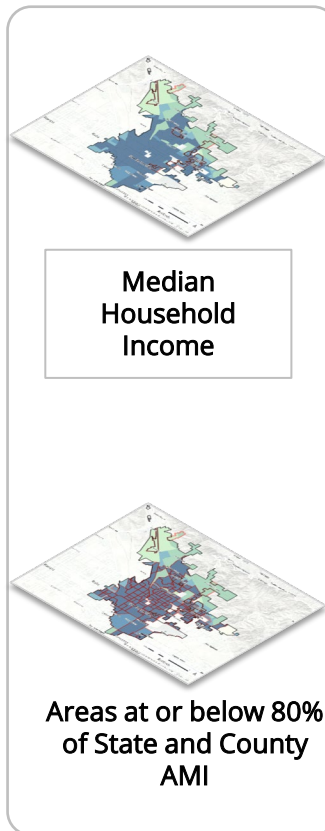 Median
Household
Income
Areas at or below 80%
of State and County
AMI